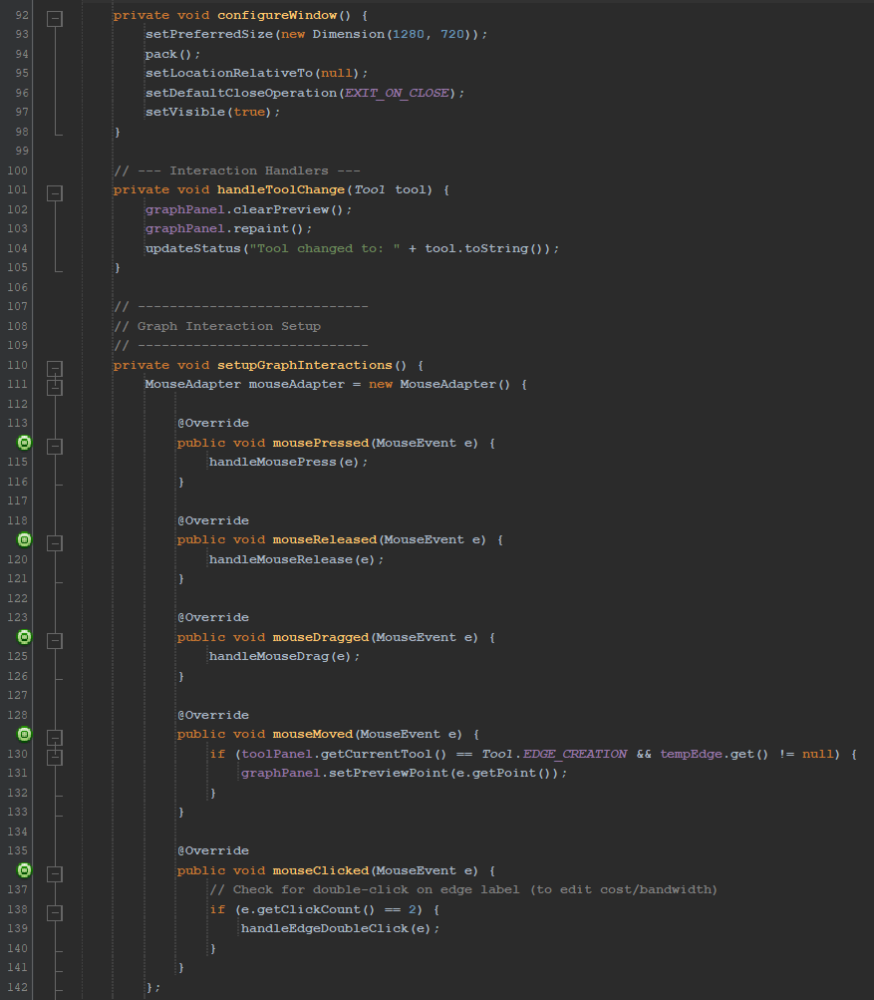 92 private void configureWindow() {
93 setPreferredSize(new Dimension(1280, 720));
94 pack();
95 setLocationRelativeTo(null);
96 setDefaultCloseOperation(EXIT_ON_CLOSE);
97 setVisible(true);
98 }
99
100 // --- Interaction Handlers ---
101 private void handleToolChange(Tool tool) {
102 graphPanel.clearPreview();
103 graphPanel.repaint();
104 updateStatus("Tool changed to: " + tool.toString());
105 }
106
107 // -----------------------------
108 // Graph Interaction Setup
109 // -----------------------------
110 private void setupGraphInteractions() {
111 MouseAdapter mouseAdapter = new MouseAdapter() {
112
113 @Override
public void mousePressed(MouseEvent e) {
115 handleMousePress(e);
116 }
117
118 @Override
public void mouseReleased(MouseEvent e) {
120 handleMouseRelease(e);
121 }
122
123 @Override
public void mouseDragged(MouseEvent e) {
125 handleMouseDrag(e);
126 }
127
128 @Override
public void mouseMoved(MouseEvent e) {
130 if (toolPanel.getCurrentTool() == Tool.EDGE_CREATION && tempEdge.get() != null) {
131 graphPanel.setPreviewPoint(e.getPoint());
132 }
133 }
134
135 @Override
public void mouseClicked(MouseEvent e) {
137 // Check for double-click on edge label (to edit cost/bandwidth)
138 if (e.getClickCount() == 2) {
139 handleEdgeDoubleClick(e);
140 }
141 }
142 };